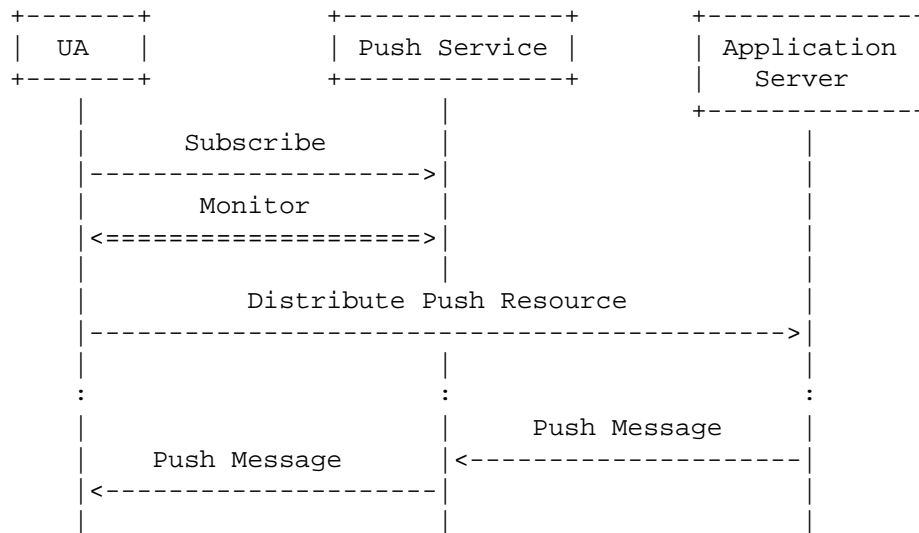 UA Push Service Application
Server
Subscribe
Monitor
Distribute Push Resource
Push Message
Push Message